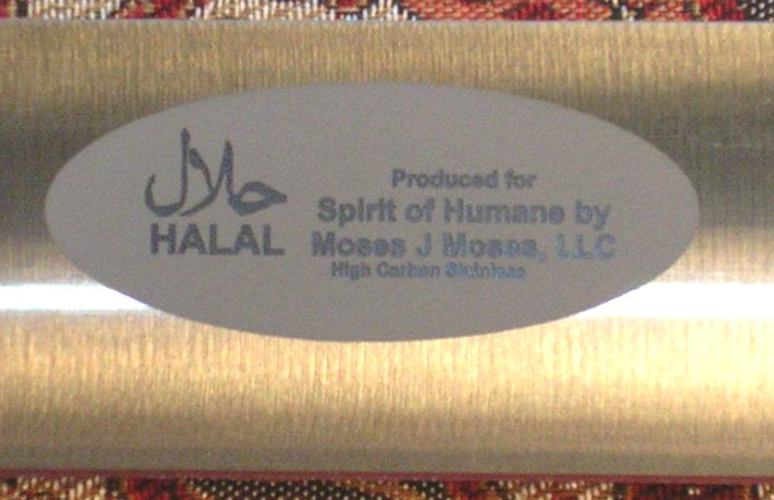 حلال
HALAL
Produced for
Spirit of Humane by
Moses J Moses, LLC
High Carbon Stainless